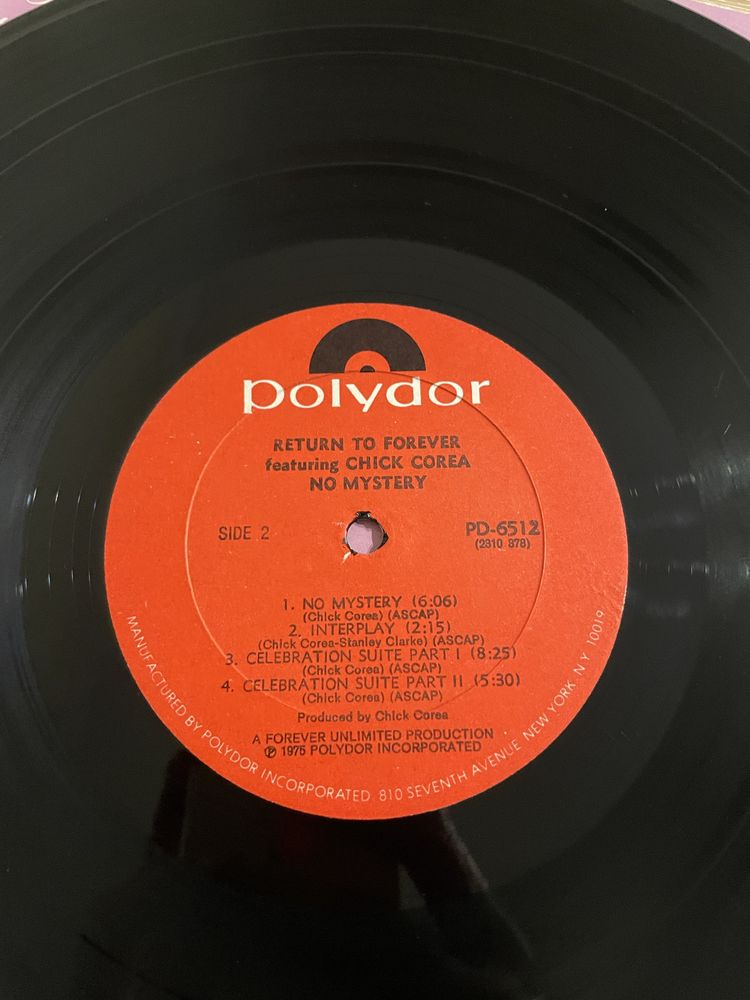 polydor
RETURN TO FOREVER
featuring CHICK COREA
NO MYSTERY
SIDE 2
PD-6512
(2310 378)
1. NO MYSTERY (6:06)
(Chick Corea) (ASCAP)
2. INTERPLAY (2:15)
(Chick Corea-Stanley Clarke) (ASCAP)
3. CELEBRATION SUITE PART I (8:25)
(Chick Corea) (ASCAP)
4. CELEBRATION SUITE PART II (5:30)
(Chick Corea) (ASCAP)
Produced by Chick Corea
A FOREVER UNLIMITED PRODUCTION
℗ 1975 POLYDOR INCORPORATED
MANUFACTURED BY POLYDOR INCORPORATED. 810 SEVENTH AVENUE NEW YORK. N Y 10019